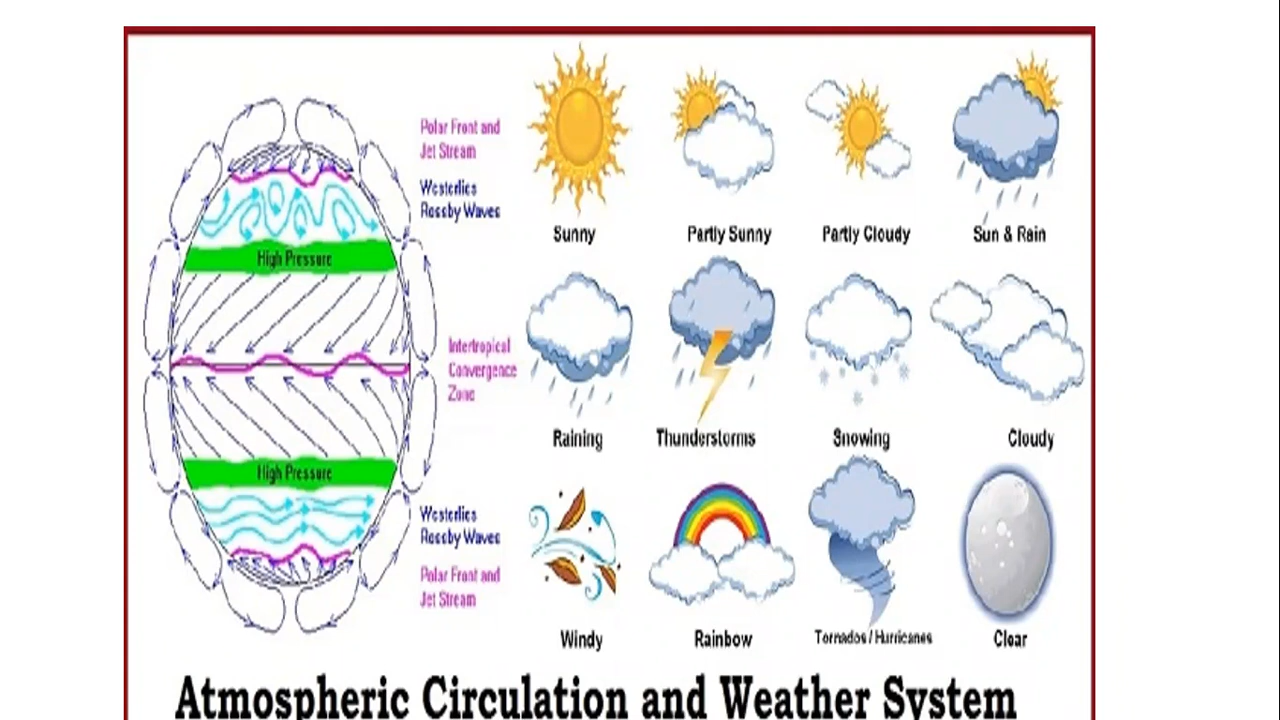 Polar Front and
Jet Stream
Westerlies
Rossby Waves
High Pressure
Intertropical
Convergence
Zone
High Pressure
Westerlies
Rossby Waves
Polar Front and
Jet Stream
Sunny
Partly Sunny
Partly Cloudy
Sun & Rain
Raining
Thunderstorms
Snowing
Cloudy
Windy
Rainbow
Tornados / Hurricanes
Clear
Atmospheric Circulation and Weather System